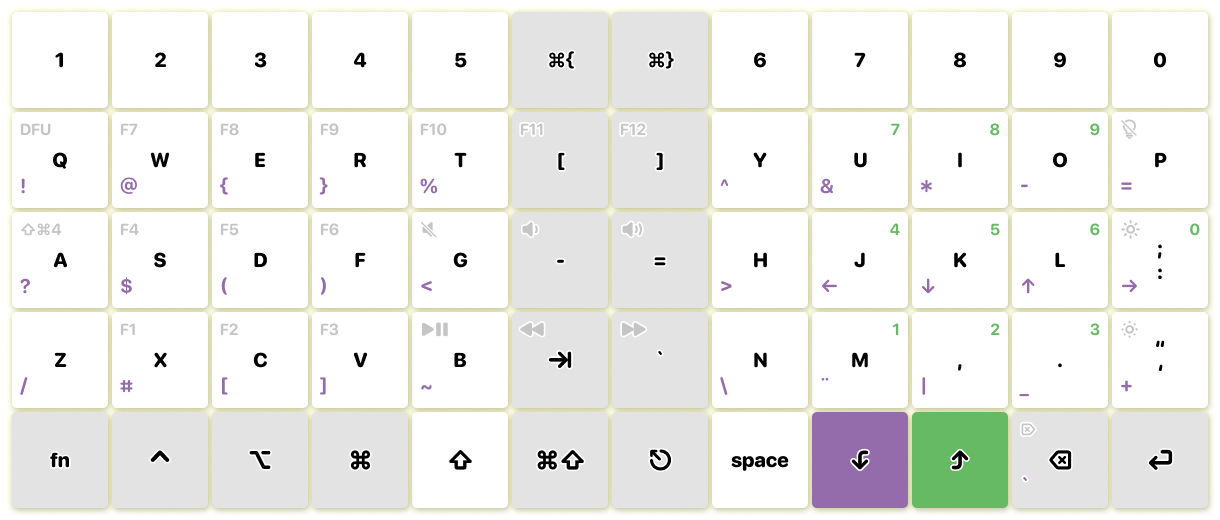 1 2 3 4 5 ⌘{ ⌘} 6 7 8 9 0
DFU F7 F8 F9 F10 F11 F12 7 8 9
Q W E R T [ ] Y U I O P
! @ { } % ^ & * - =
⇧⌘4 F4 F5 F6 4 5 6 0
A S D F G - = H J K L ; :
? $ ( ) < > ← ↓ ↑ →
F1 F2 F3 1 2 3
Z X C V B ⇥ ` N M , . " '
/ # [ ] ~ \ ¨ | _ +
fn ⌃ ⌥ ⌘ ⇧ ⌘⇧ ⎋ space ⤵ ⤴ ⌫ ↩
`